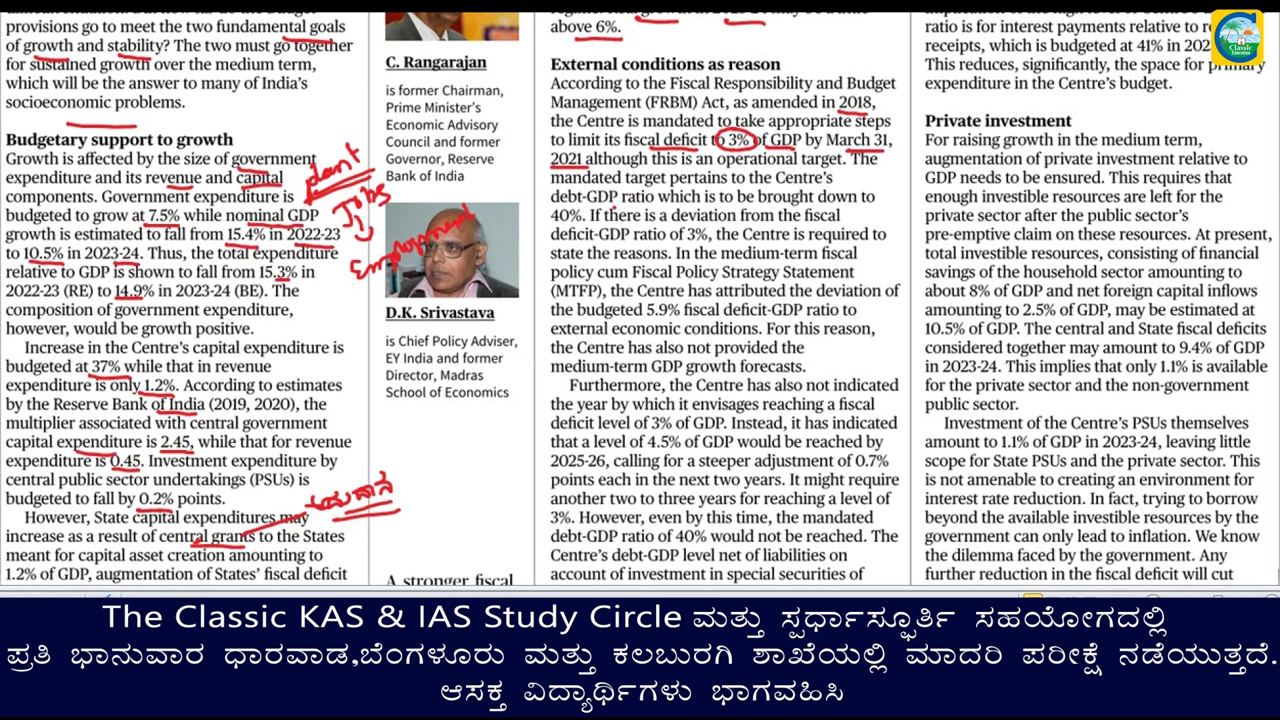 provisions go to meet the two fundamental goals
of growth and stability? The two must go together
for sustained growth over the medium term,
which will be the answer to many of India's
socioeconomic problems.
Budgetary support to growth
Growth is affected by the size of government
expenditure and its revenue and capital
components. Government expenditure is
budgeted to grow at 7.5% while nominal GDP
growth is estimated to fall from 15.4% in 2022-23
to 10.5% in 2023-24. Thus, the total expenditure
relative to GDP is shown to fall from 15.3% in
2022-23 (RE) to 14.9% in 2023-24 (BE). The
composition of government expenditure,
however, would be growth positive.
Increase in the Centre's capital expenditure is
budgeted at 37% while that in revenue
expenditure is only 1.2%. According to estimates
by the Reserve Bank of India (2019, 2020), the
multiplier associated with central government
capital expenditure is 2.45, while that for revenue
expenditure is 0.45. Investment expenditure by
central public sector undertakings (PSUs) is
budgeted to fall by 0.2% points.
However, State capital expenditures may
increase as a result of central grants to the States
meant for capital asset creation amounting to
1.2% of GDP, augmentation of States' fiscal deficit
plant
Jobs
Employment
ಅನುದಾನ
C. Rangarajan
is former Chairman,
Prime Minister's
Economic Advisory
Council and former
Governor, Reserve
Bank of India
D.K. Srivastava
is Chief Policy Adviser,
EY India and former
Director, Madras
School of Economics
A stronger fiscal
above 6%.
External conditions as reason
According to the Fiscal Responsibility and Budget
Management (FRBM) Act, as amended in 2018,
the Centre is mandated to take appropriate steps
to limit its fiscal deficit to 3% of GDP by March 31,
2021 although this is an operational target. The
mandated target pertains to the Centre's
debt-GDP ratio which is to be brought down to
40%. If there is a deviation from the fiscal
deficit-GDP ratio of 3%, the Centre is required to
state the reasons. In the medium-term fiscal
policy cum Fiscal Policy Strategy Statement
(MTFP), the Centre has attributed the deviation of
the budgeted 5.9% fiscal deficit-GDP ratio to
external economic conditions. For this reason,
the Centre has also not provided the
medium-term GDP growth forecasts.
Furthermore, the Centre has also not indicated
the year by which it envisages reaching a fiscal
deficit level of 3% of GDP. Instead, it has indicated
that a level of 4.5% of GDP would be reached by
2025-26, calling for a steeper adjustment of 0.7%
points each in the next two years. It might require
another two to three years for reaching a level of
3%. However, even by this time, the mandated
debt-GDP ratio of 40% would not be reached. The
Centre's debt-GDP level net of liabilities on
account of investment in special securities of
ratio is for interest payments relative to
receipts, which is budgeted at 41% in
This reduces, significantly, the space for primary
expenditure in the Centre's budget.
Private investment
For raising growth in the medium term,
augmentation of private investment relative to
GDP needs to be ensured. This requires that
enough investible resources are left for the
private sector after the public sector's
pre-emptive claim on these resources. At present,
total investible resources, consisting of financial
savings of the household sector amounting to
about 8% of GDP and net foreign capital inflows
amounting to 2.5% of GDP, may be estimated at
10.5% of GDP. The central and State fiscal deficits
considered together may amount to 9.4% of GDP
in 2023-24. This implies that only 1.1% is available
for the private sector and the non-government
public sector.
Investment of the Centre's PSUs themselves
amount to 1.1% of GDP in 2023-24, leaving little
scope for State PSUs and the private sector. This
is not amenable to creating an environment for
interest rate reduction. In fact, trying to borrow
beyond the available investible resources by the
government can only lead to inflation. We know
the dilemma faced by the government. Any
further reduction in the fiscal deficit will cut
Classic
Education
The Classic KAS & IAS Study Circle ಮತ್ತು ಸ್ಪರ್ಧಾಸ್ಫೂರ್ತಿ ಸಹಯೋಗದಲ್ಲಿ
ಪ್ರತಿ ಭಾನುವಾರ ಧಾರವಾಡ,ಬೆಂಗಳೂರು ಮತ್ತು ಕಲಬುರಗಿ ಶಾಖೆಯಲ್ಲಿ ಮಾದರಿ ಪರೀಕ್ಷೆ ನಡೆಯುತ್ತದೆ.
ಆಸಕ್ತ ವಿದ್ಯಾರ್ಥಿಗಳು ಭಾಗವಹಿಸಿ